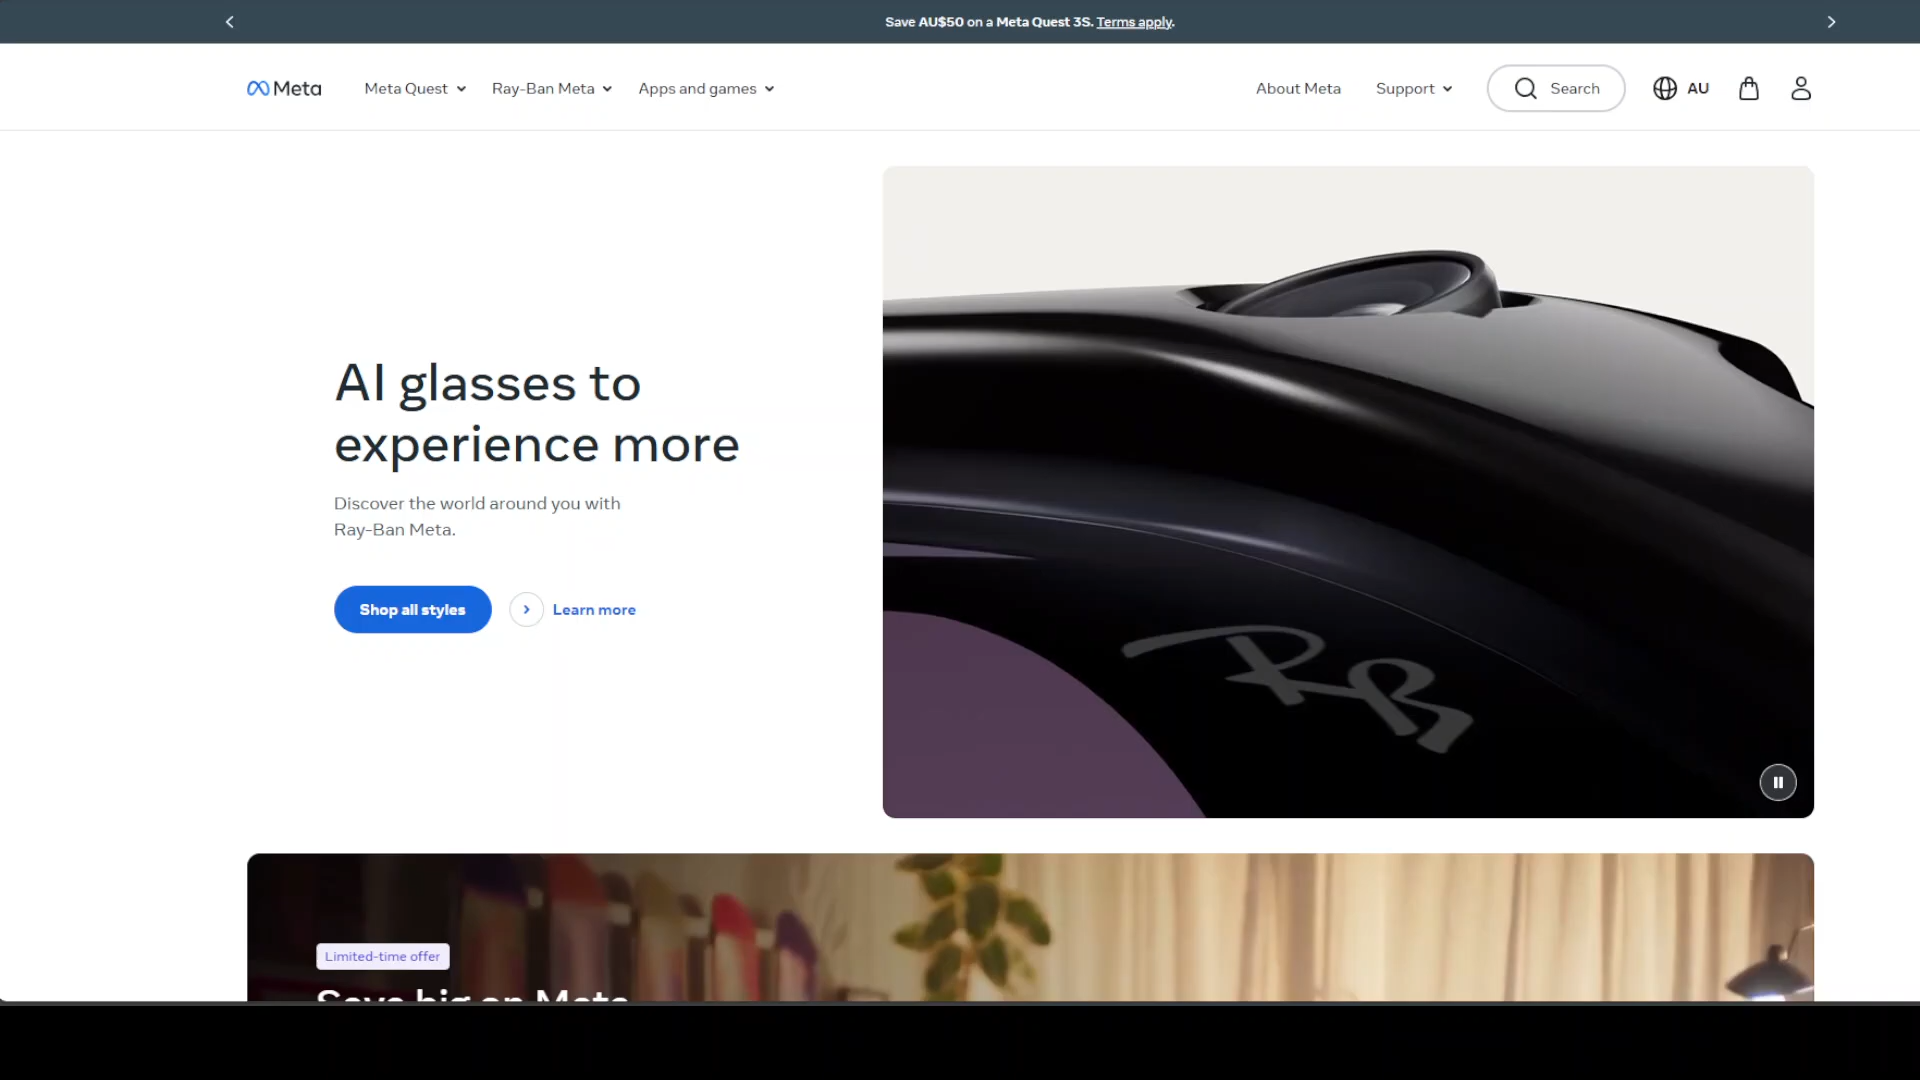 Save AU$50 on a Meta Quest 3S. Terms apply.
Meta
Meta Quest
Ray-Ban Meta
Apps and games
About Meta
Support
Search
AU
AI glasses to
experience more
Discover the world around you with
Ray-Ban Meta.
Shop all styles
Learn more
RB
Limited-time offer
Save big on Meta